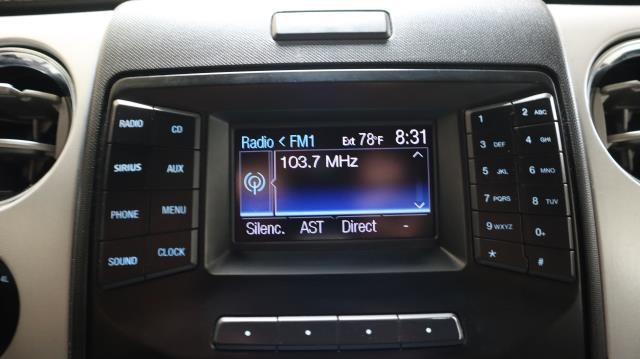 RADIO CD
SIRIUS AUX
PHONE MENU
SOUND CLOCK
Radio < FM1 Ext 78°F 8:31
103.7 MHz
Silenc. AST Direct -
1 2 ABC
3 DEF 4 GHI
5 JKL 6 MNO
7 PQRS 8 TUV
9 WXYZ 0+
* #
4L